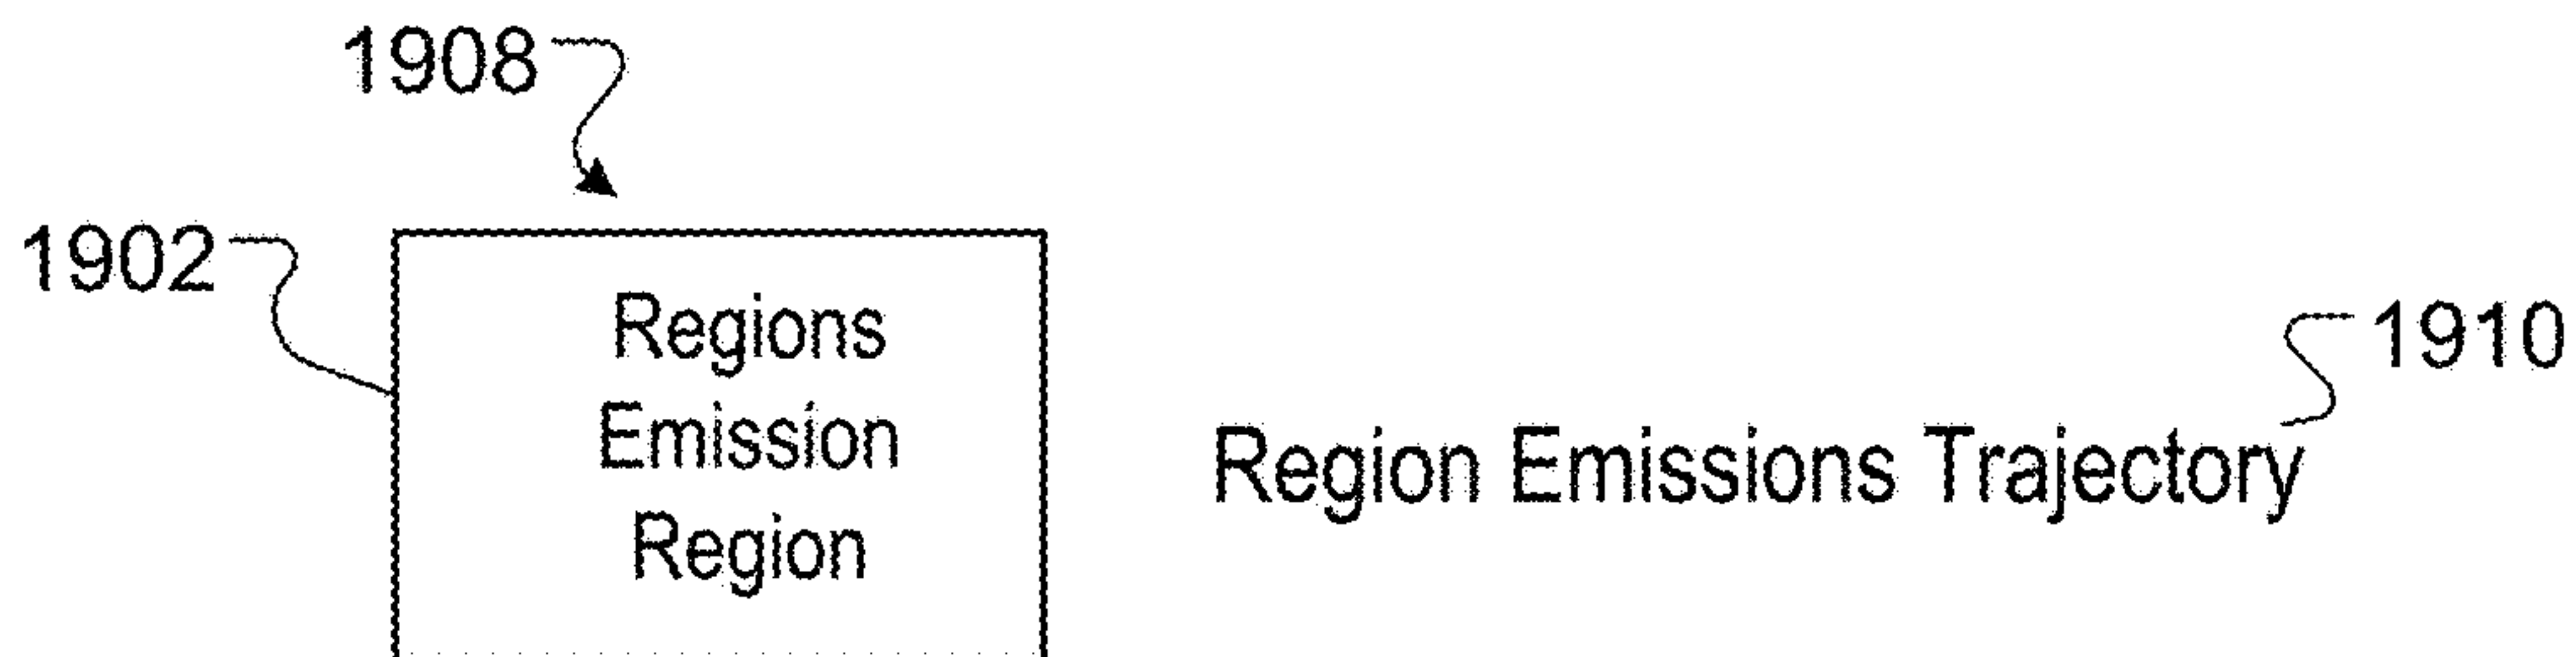 1908
1902
Regions
Emission
Region
1910
Region Emissions Trajectory